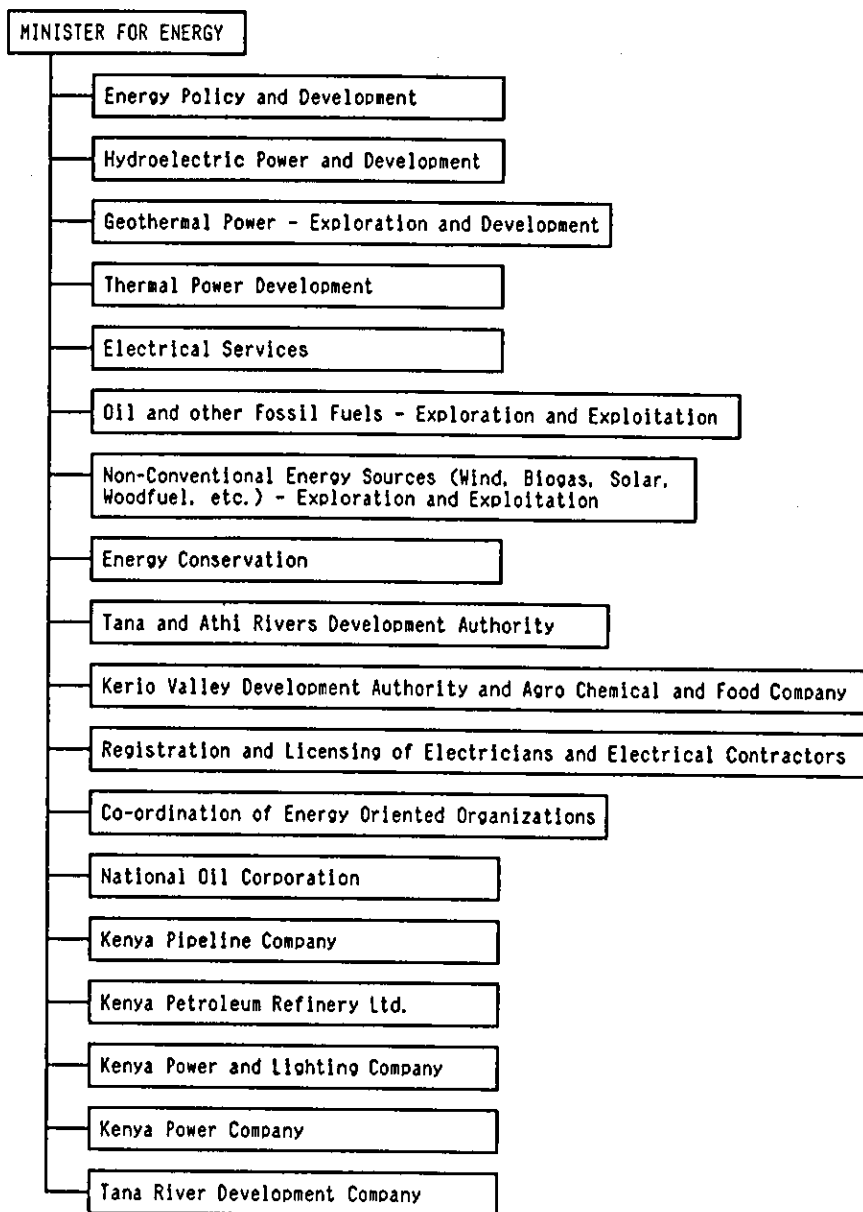 MINISTER FOR ENERGY
Energy Policy and Development
Hydroelectric Power and Development
Geothermal Power - Exploration and Development
Thermal Power Development
Electrical Services
Oil and other Fossil Fuels - Exploration and Exploitation
Non-Conventional Energy Sources (Wind, Biogas, Solar,
Woodfuel, etc.) - Exploration and Exploitation
Energy Conservation
Tana and Athi Rivers Development Authority
Kerio Valley Development Authority and Agro Chemical and Food Company
Registration and Licensing of Electricians and Electrical Contractors
Co-ordination of Energy Oriented Organizations
National Oil Corporation
Kenya Pipeline Company
Kenya Petroleum Refinery Ltd.
Kenya Power and Lighting Company
Kenya Power Company
Tana River Development Company